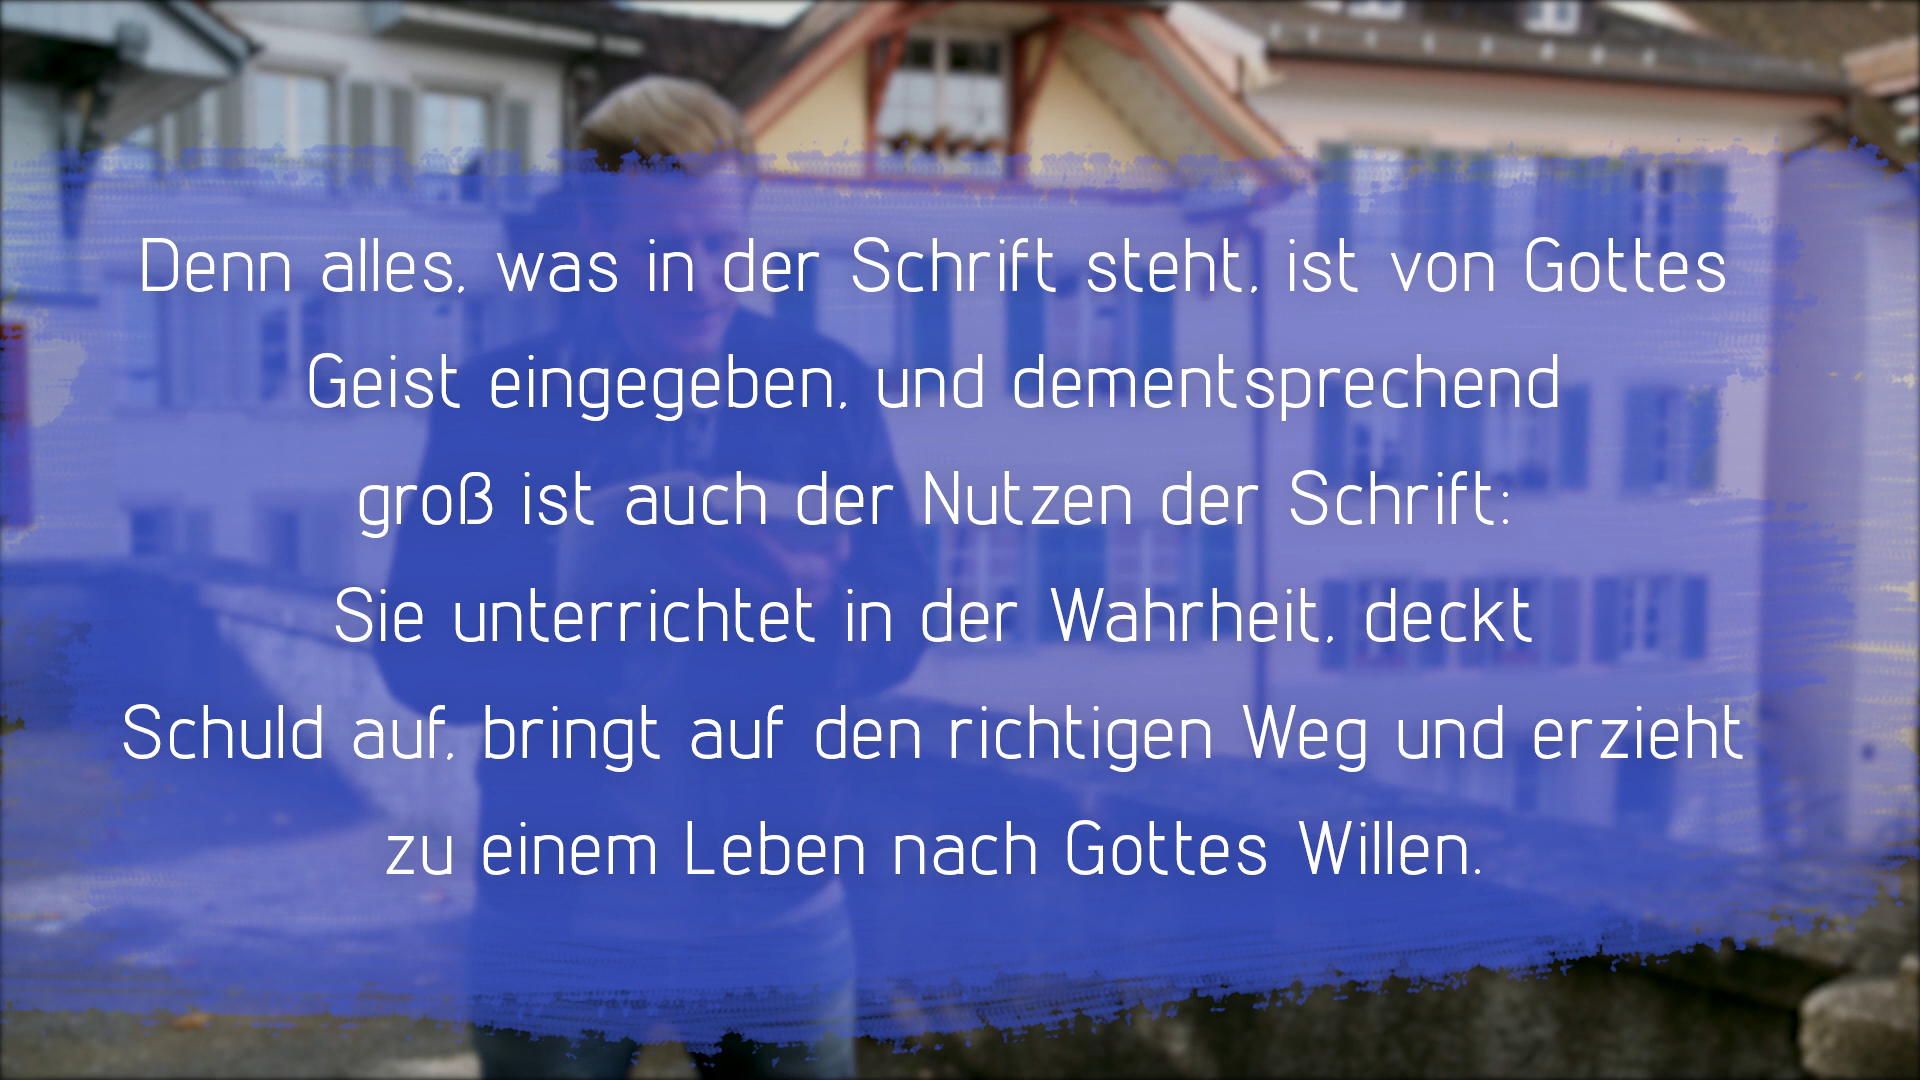 Denn alles, was in der Schrift steht, ist von Gottes
Geist eingegeben, und dementsprechend
groß ist auch der Nutzen der Schrift:
Sie unterrichtet in der Wahrheit, deckt
Schuld auf, bringt auf den richtigen Weg und erzieht
zu einem Leben nach Gottes Willen.